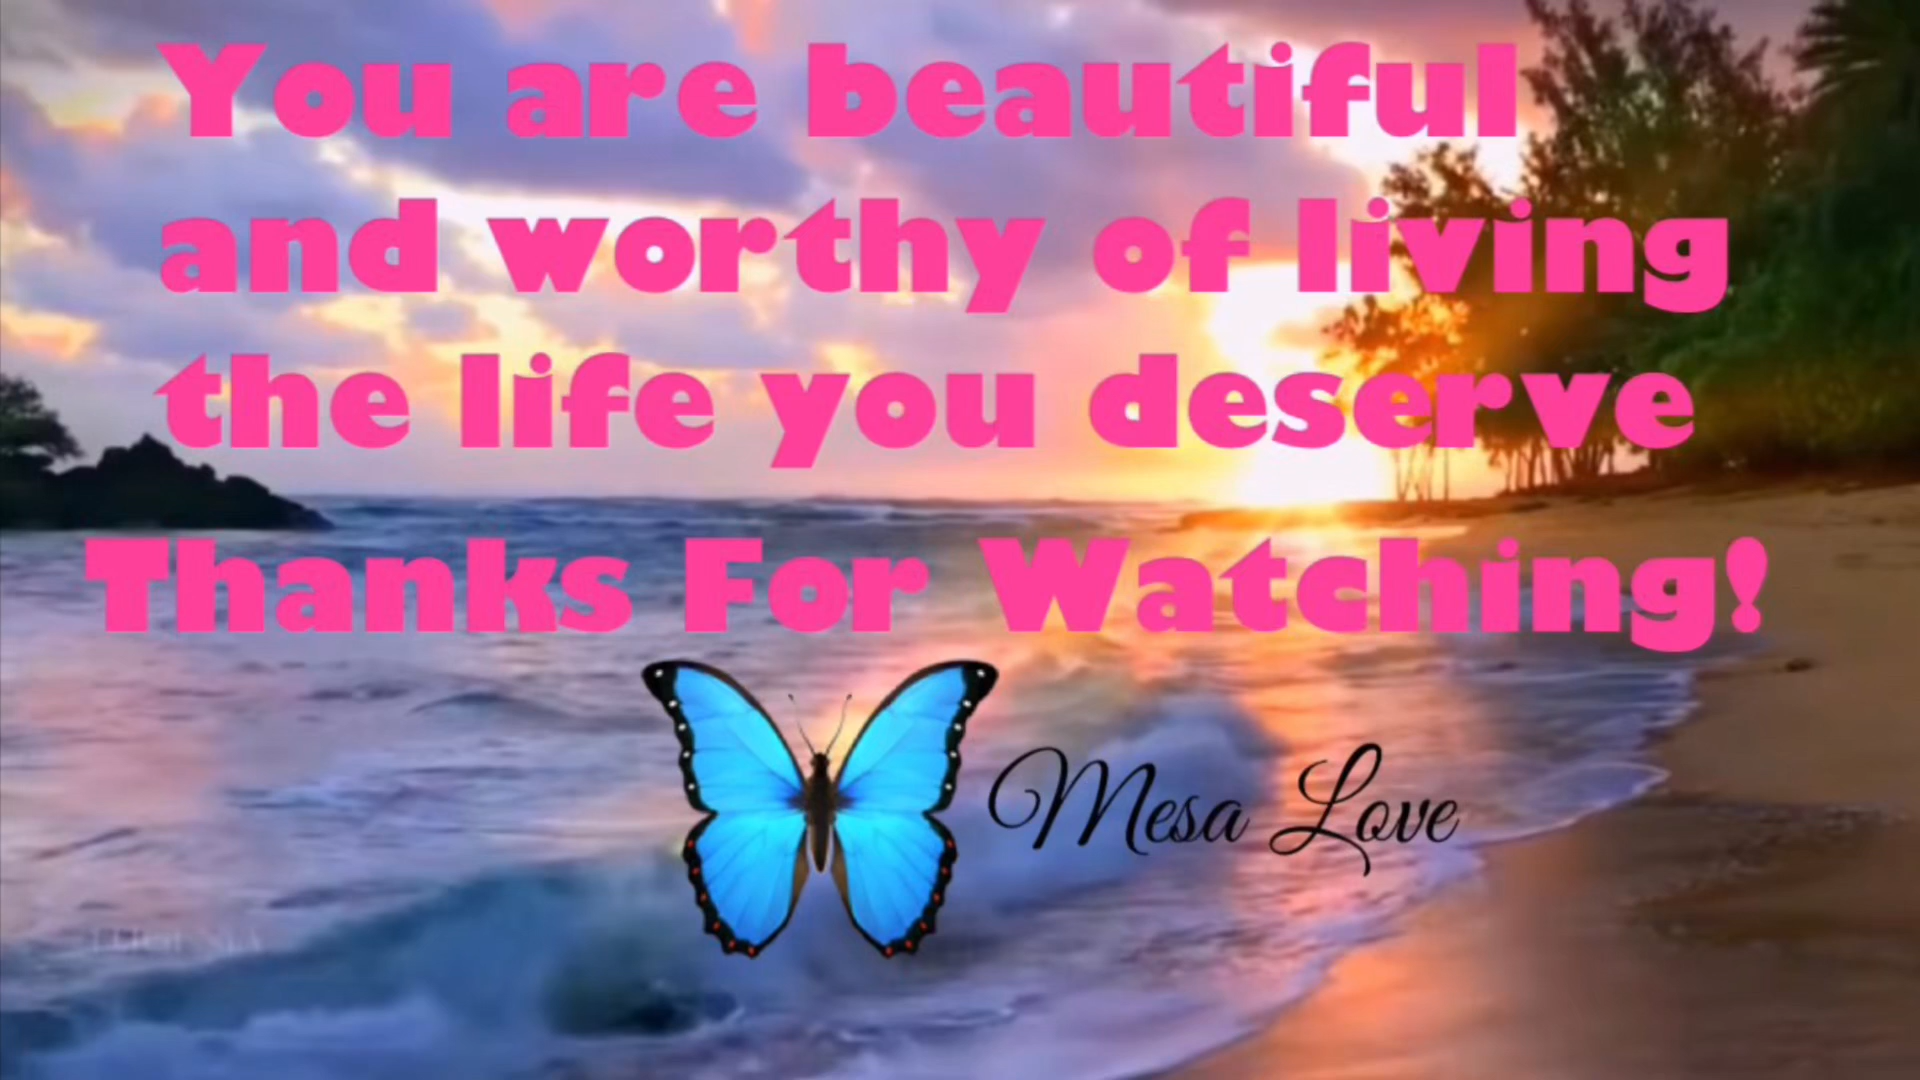 You are beautiful
and worthy of living
the life you deserve
Thanks For Watching!
Mesa Love